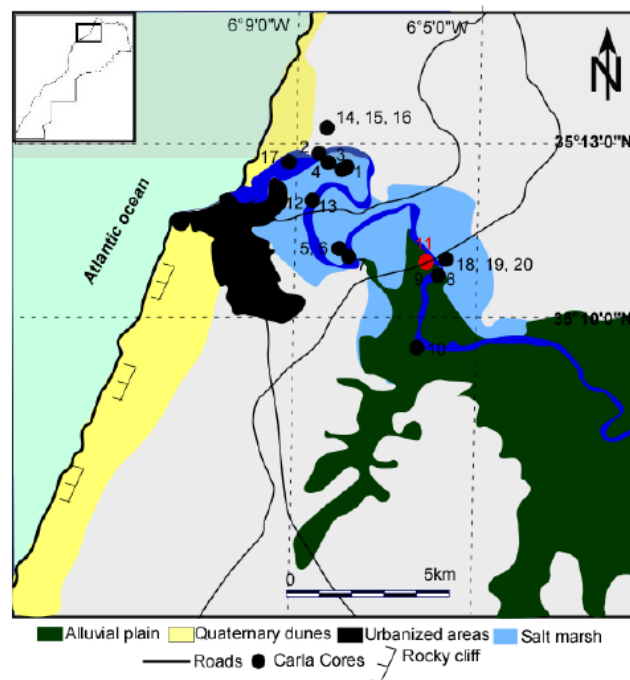 6°9'0"W 6°5'0"W
N
14, 15, 16
35°13'0"N
2 3
17 4 1
12 13
Atlantic ocean
5, 6 7
11
18, 19, 20
9 8
35°10'0"N
10
0 5km
Alluvial plain Quaternary dunes Urbanized areas Salt marsh
Roads Carla Cores Rocky cliff